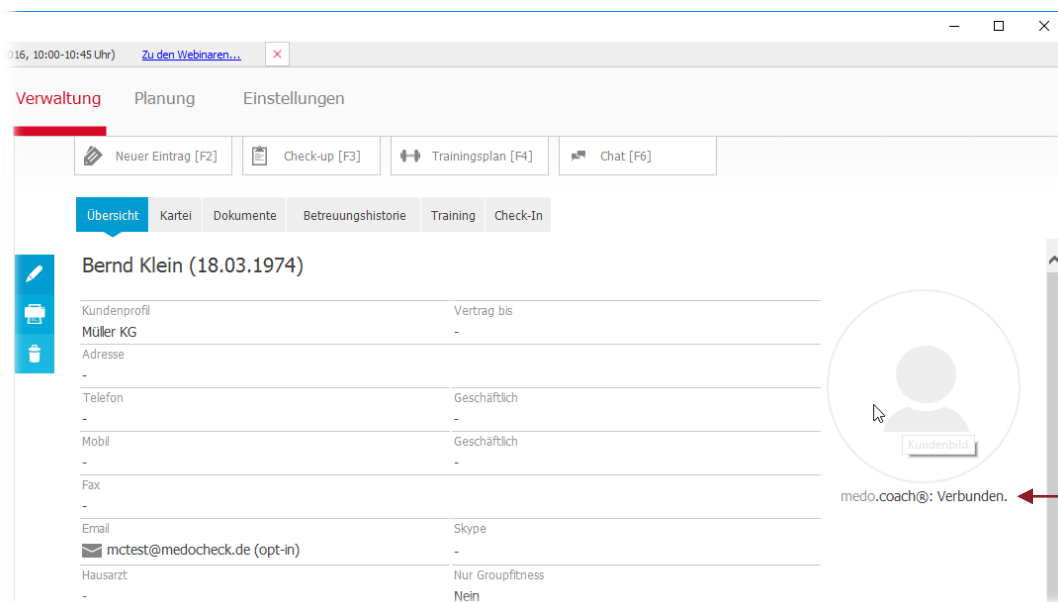 016, 10:00-10:45 Uhr) Zu den Webinaren...
Verwaltung Planung Einstellungen
Neuer Eintrag [F2] Check-up [F3] Trainingsplan [F4] Chat [F6]
Übersicht Kartei Dokumente Betreuungshistorie Training Check-In
Bernd Klein (18.03.1974)
Kundenprofil Vertrag bis
Müller KG -
Adresse
-
Telefon Geschäftlich
- -
Mobil Geschäftlich
- -
Kundenbild
Fax
-
medo.coach®: Verbunden.
Email Skype
mctest@medocheck.de (opt-in) -
Hausarzt Nur Groupfitness
- Nein